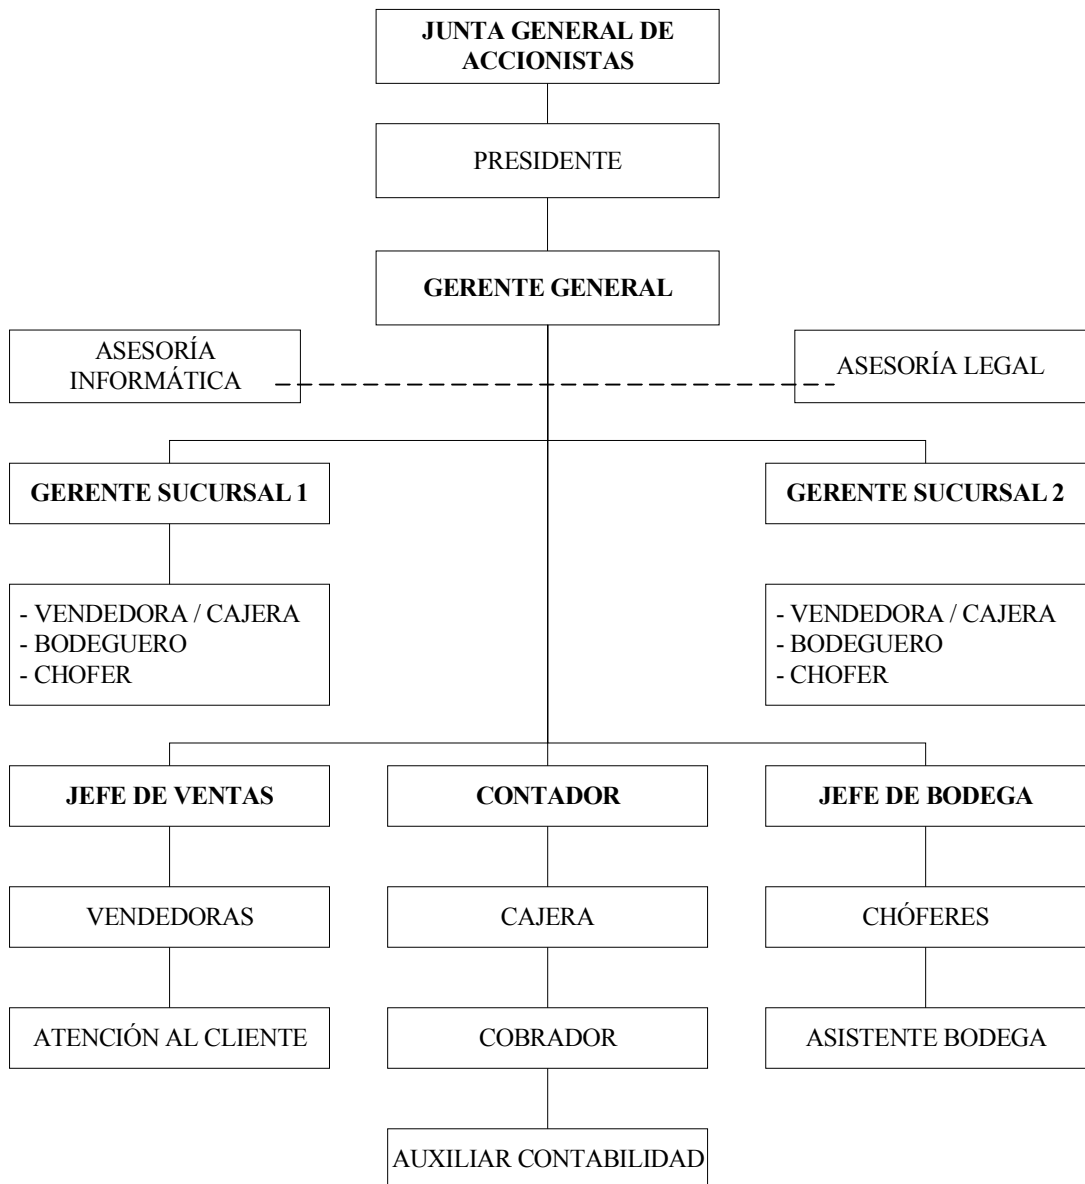 JUNTA GENERAL DE
ACCIONISTAS
PRESIDENTE
GERENTE GENERAL
ASESORÍA
INFORMÁTICA
ASESORÍA LEGAL
GERENTE SUCURSAL 1
GERENTE SUCURSAL 2
- VENDEDORA / CAJERA
- BODEGUERO
- CHOFER
- VENDEDORA / CAJERA
- BODEGUERO
- CHOFER
JEFE DE VENTAS
CONTADOR
JEFE DE BODEGA
VENDEDORAS
CAJERA
CHÓFERES
ATENCIÓN AL CLIENTE
COBRADOR
ASISTENTE BODEGA
AUXILIAR CONTABILIDAD